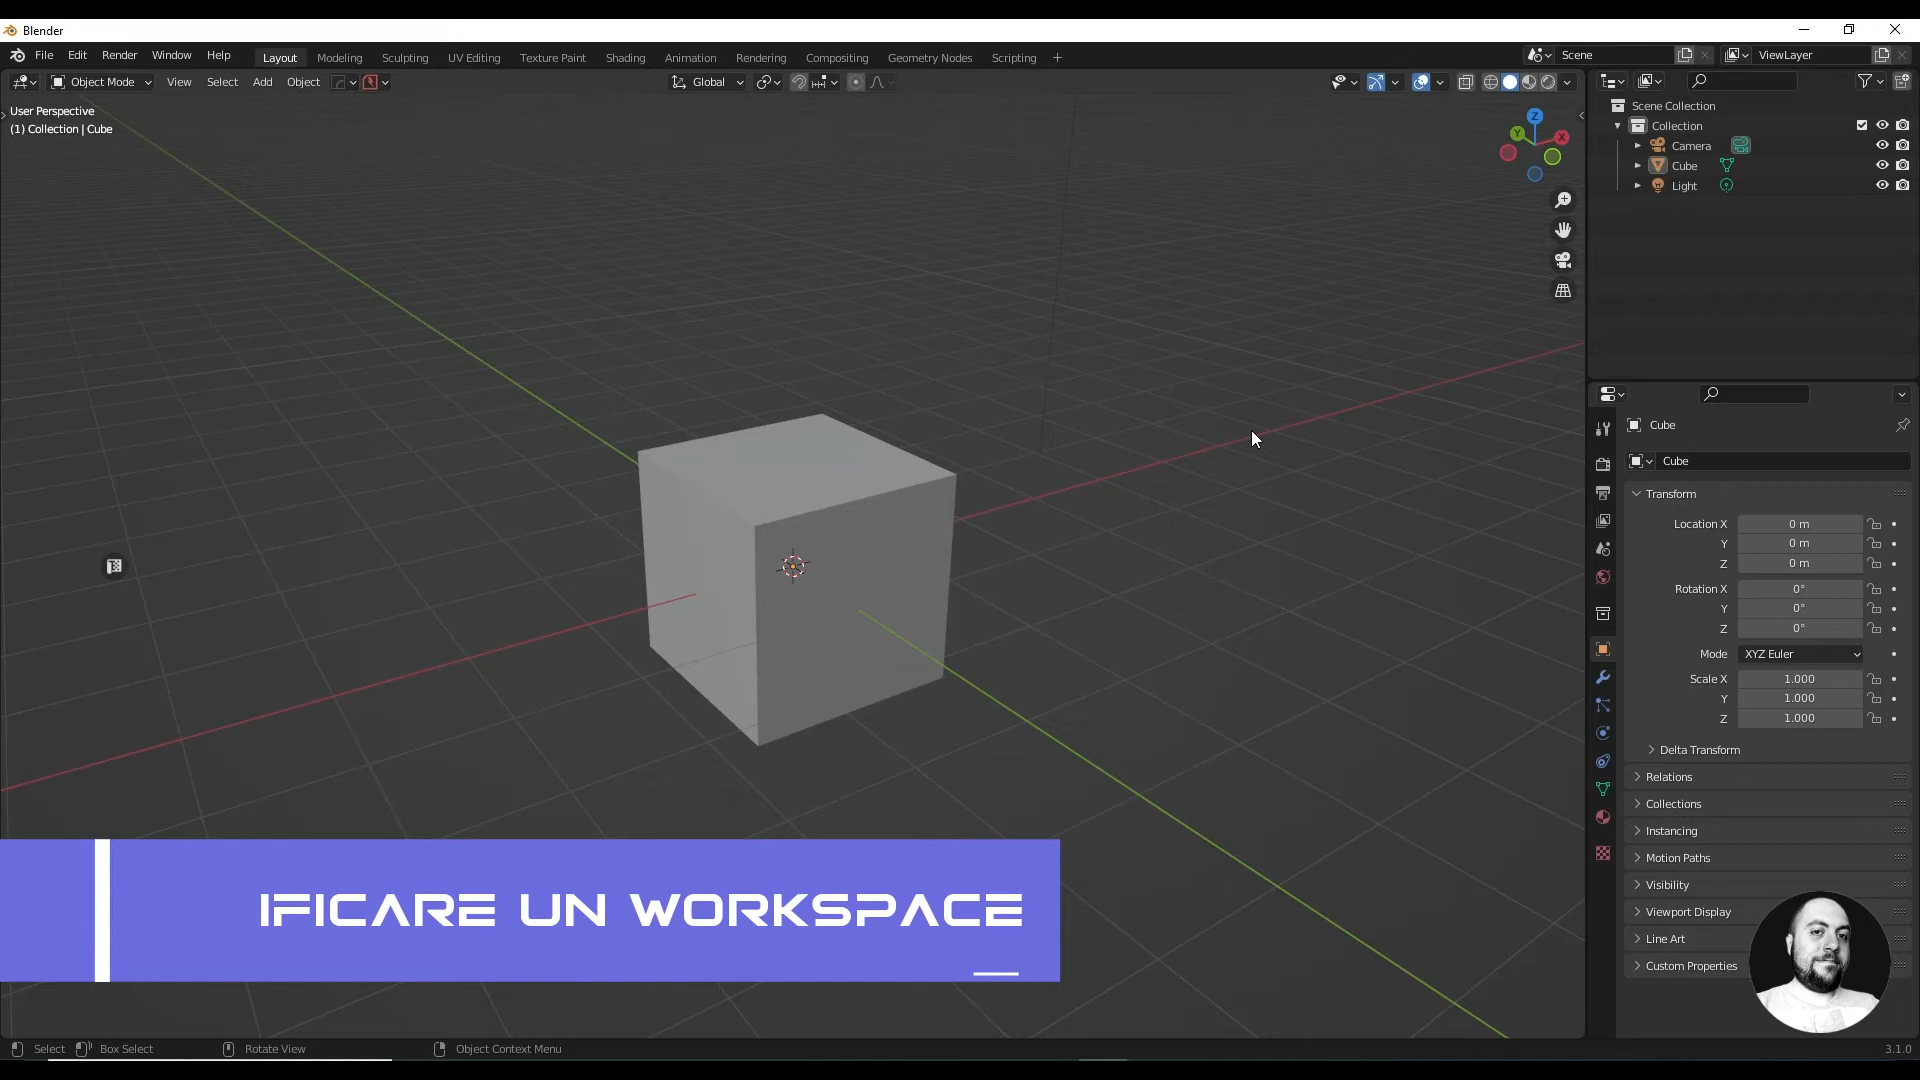 Blender
File Edit Render Window Help
Layout Modeling Sculpting UV Editing Texture Paint Shading Animation Rendering Compositing Geometry Nodes Scripting +
Scene
ViewLayer
Object Mode View Select Add Object
Global
User Perspective
(1) Collection | Cube
Z
Y
X
Scene Collection
Collection
Camera
Cube
Light
Cube
Cube
Transform
Location X 0 m
Y 0 m
Z 0 m
Rotation X 0°
Y 0°
Z 0°
Mode XYZ Euler
Scale X 1.000
Y 1.000
Z 1.000
Delta Transform
Relations
Collections
Instancing
Motion Paths
Visibility
Viewport Display
Line Art
Custom Properties
IFICARE UN WORKSPACE
Select Box Select Rotate View Object Context Menu
3.1.0